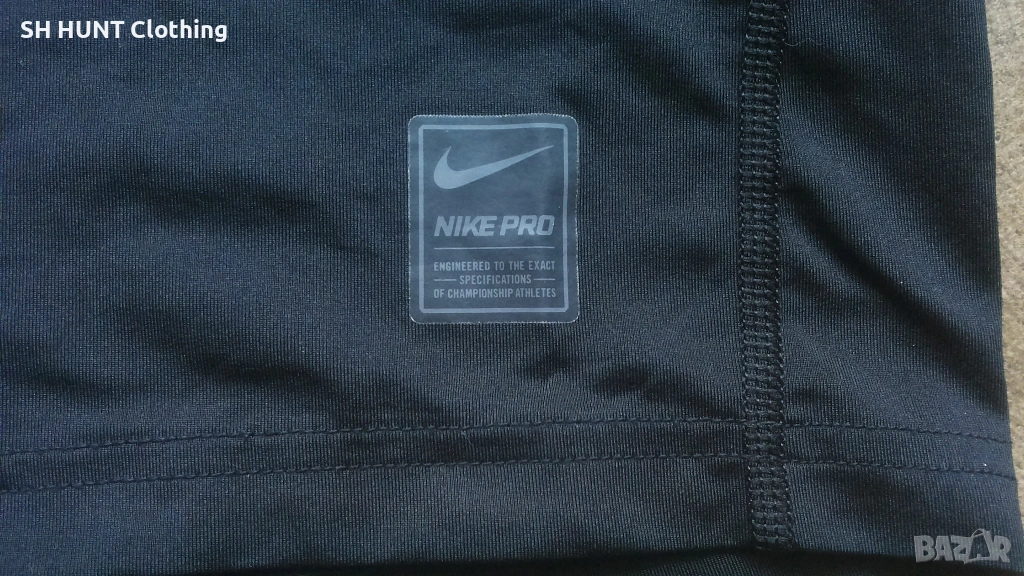 SH HUNT Clothing
NIKE PRO
ENGINEERED TO THE EXACT
SPECIFICATIONS
OF CHAMPIONSHIP ATHLETES
BAZAR